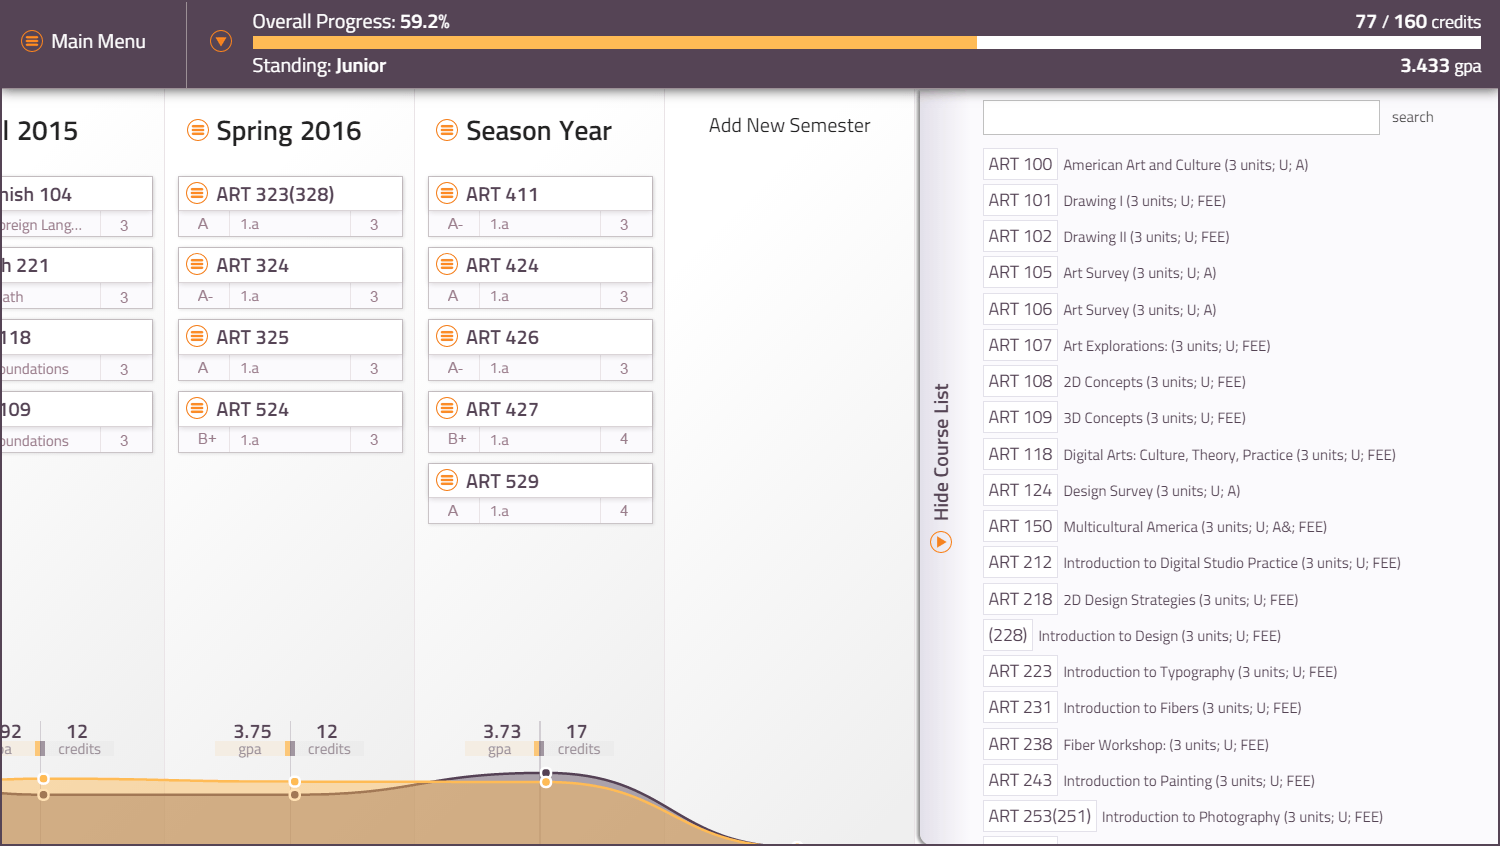 Main Menu
Overall Progress: 59.2%
77 / 160 credits
Standing: Junior
3.433 gpa
l 2015
nish 104
oreign Lang... 3
h 221
ath 3
118
oundations 3
109
oundations 3
92 12
pa credits
Spring 2016
ART 323(328)
A 1.a 3
ART 324
A- 1.a 3
ART 325
A 1.a 3
ART 524
B+ 1.a 3
3.75 12
gpa credits
Season Year
ART 411
A- 1.a 3
ART 424
A 1.a 3
ART 426
A- 1.a 3
ART 427
B+ 1.a 4
ART 529
A 1.a 4
3.73 17
gpa credits
Add New Semester
Hide Course List
search
ART 100 American Art and Culture (3 units; U; A)
ART 101 Drawing I (3 units; U; FEE)
ART 102 Drawing II (3 units; U; FEE)
ART 105 Art Survey (3 units; U; A)
ART 106 Art Survey (3 units; U; A)
ART 107 Art Explorations: (3 units; U; FEE)
ART 108 2D Concepts (3 units; U; FEE)
ART 109 3D Concepts (3 units; U; FEE)
ART 118 Digital Arts: Culture, Theory, Practice (3 units; U; FEE)
ART 124 Design Survey (3 units; U; A)
ART 150 Multicultural America (3 units; U; A&; FEE)
ART 212 Introduction to Digital Studio Practice (3 units; U; FEE)
ART 218 2D Design Strategies (3 units; U; FEE)
(228) Introduction to Design (3 units; U; FEE)
ART 223 Introduction to Typography (3 units; U; FEE)
ART 231 Introduction to Fibers (3 units; U; FEE)
ART 238 Fiber Workshop: (3 units; U; FEE)
ART 243 Introduction to Painting (3 units; U; FEE)
ART 253(251) Introduction to Photography (3 units; U; FEE)